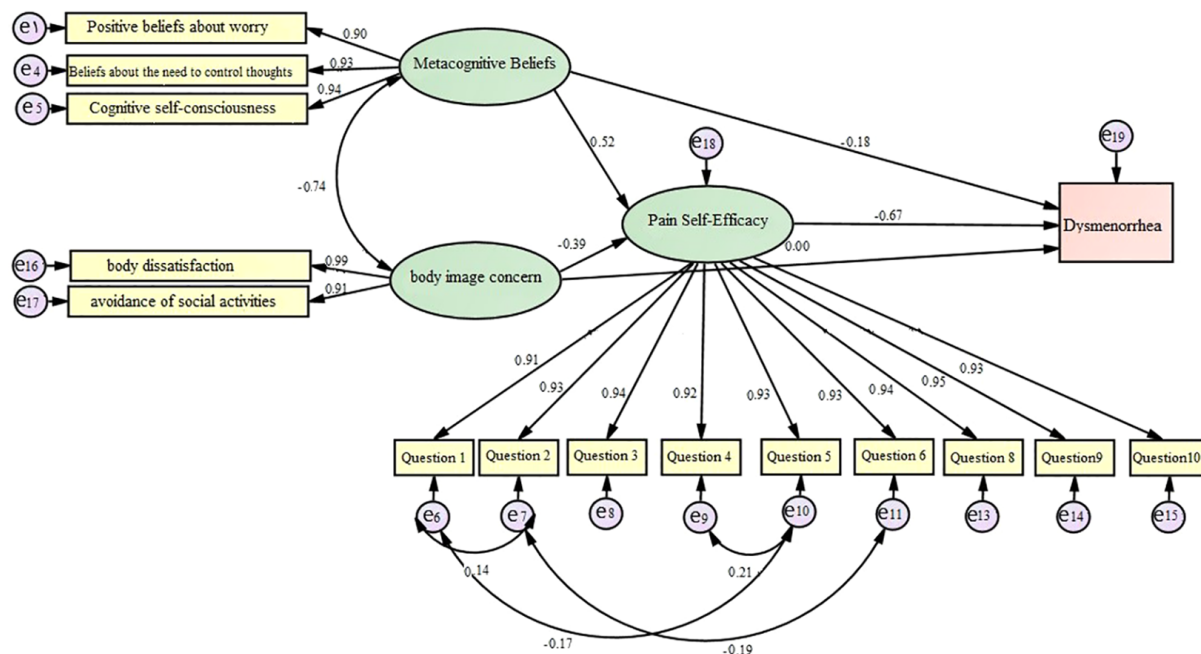 e1
Positive beliefs about worry
0.90
Metacognitive Beliefs
e4
Beliefs about the need to control thoughts
0.93
e5
Cognitive self-consciousness
0.94
0.52
-0.18
e18
e19
-0.74
Pain Self-Efficacy
-0.67
Dysmenorrhea
0.00
-0.39
e16
body dissatisfaction
0.99
body image concern
e17
avoidance of social activities
0.91
0.91
0.93
0.94
0.92
0.93
0.93
0.94
0.95
0.93
Question 1
Question 2
Question 3
Question 4
Question 5
Question 6
Question 8
Question9
Question10
e6
e7
e8
e9
e10
e11
e13
e14
e15
0.14
0.21
-0.17
-0.19